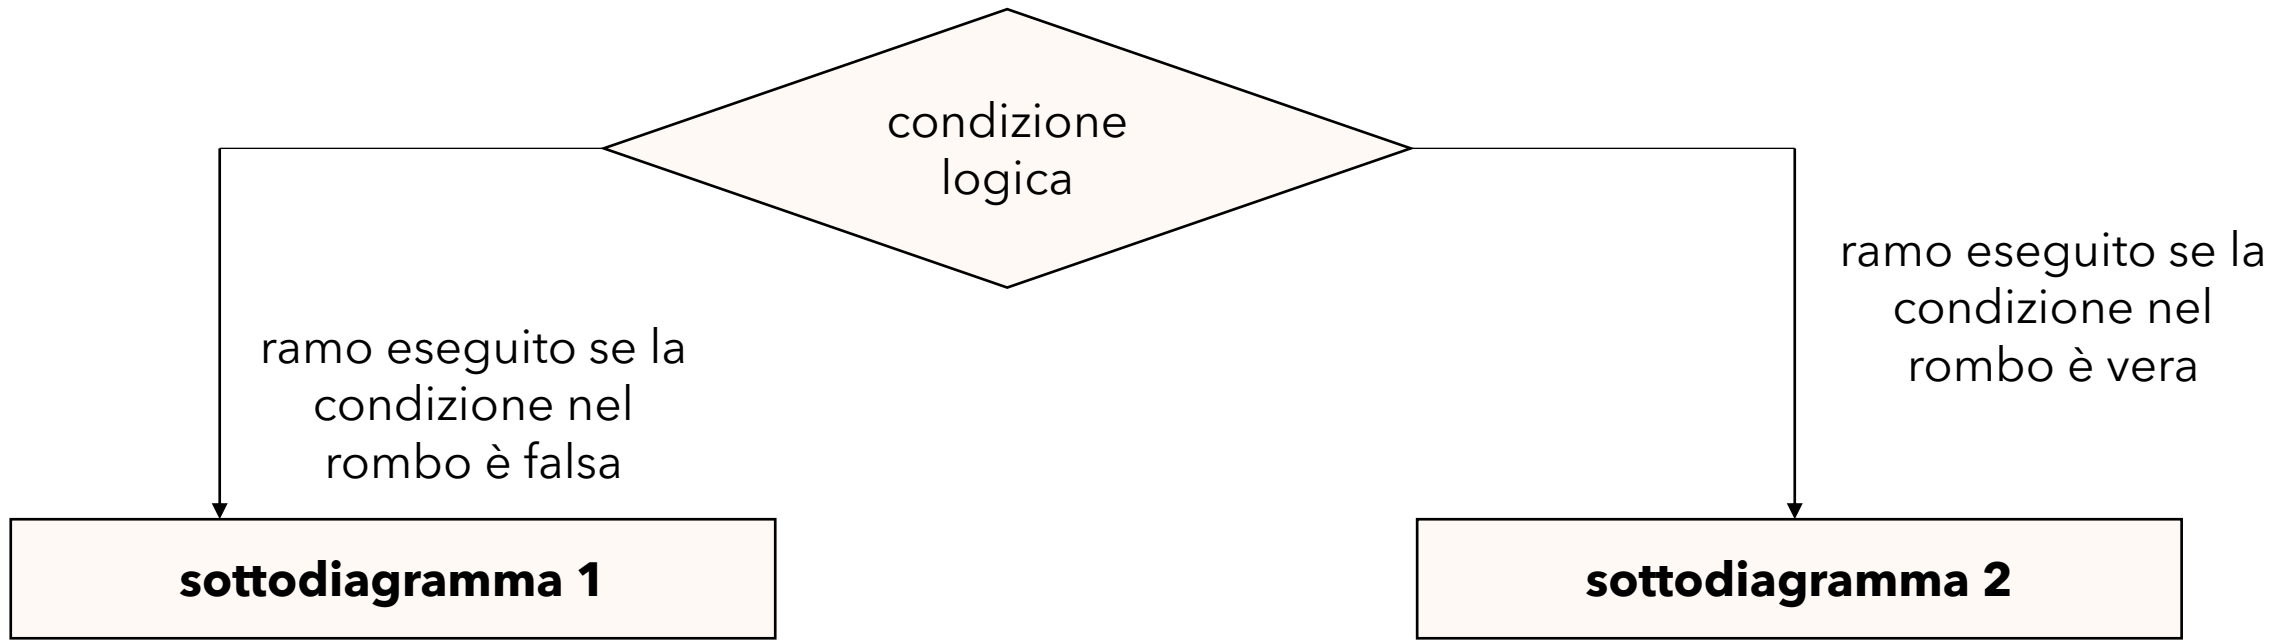 condizione
logica
ramo eseguito se la
condizione nel
rombo è falsa
ramo eseguito se la
condizione nel
rombo è vera
sottodiagramma 1
sottodiagramma 2